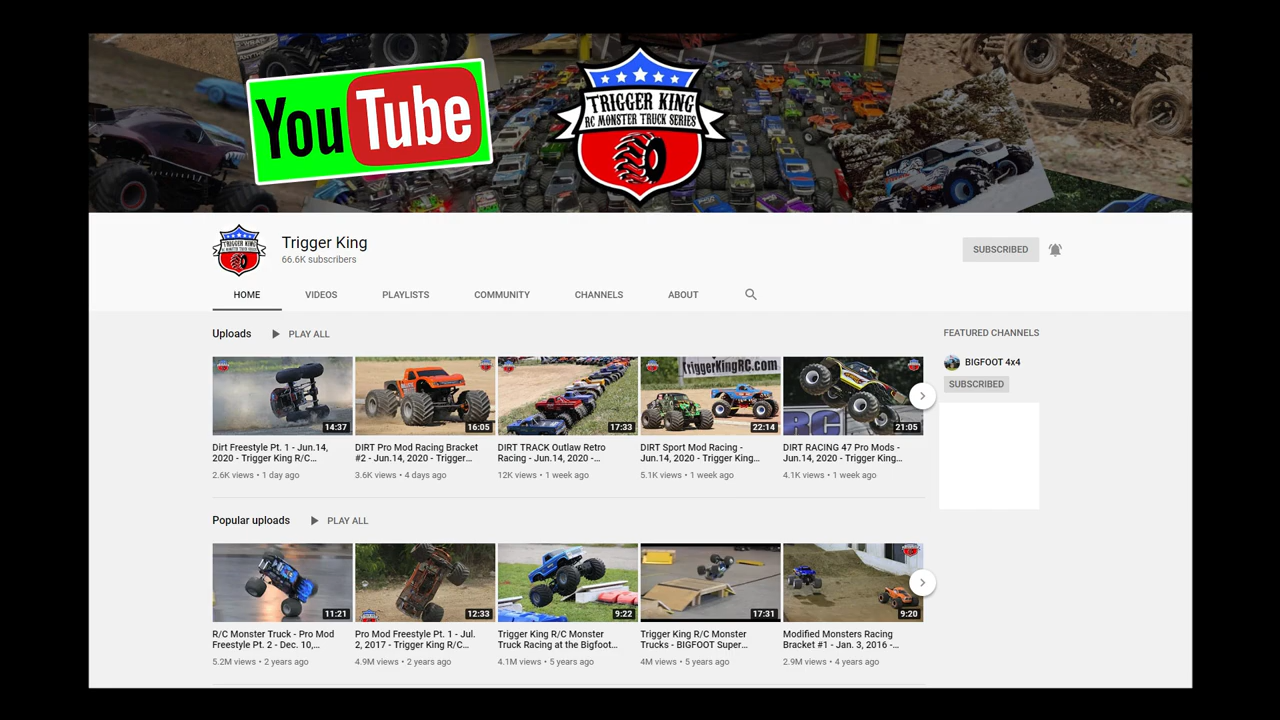 YouTube
TRIGGER KING
RC MONSTER TRUCK SERIES
TRIGGER KING
Trigger King
66.6K subscribers
SUBSCRIBED
HOME VIDEOS PLAYLISTS COMMUNITY CHANNELS ABOUT
Uploads PLAY ALL
FEATURED CHANNELS
BIGFOOT 4x4
SUBSCRIBED
TriggerKingRC.com
RC
14:37 16:05 17:33 22:14 21:05
Dirt Freestyle Pt. 1 - Jun.14, 2020 - Trigger King R/C...
2.6K views • 1 day ago
DIRT Pro Mod Racing Bracket #2 - Jun.14, 2020 - Trigger...
3.6K views • 4 days ago
DIRT TRACK Outlaw Retro Racing - Jun.14, 2020 -...
12K views • 1 week ago
DIRT Sport Mod Racing - Jun.14, 2020 - Trigger King...
5.1K views • 1 week ago
DIRT RACING 47 Pro Mods - Jun.14, 2020 - Trigger King...
4.1K views • 1 week ago
Popular uploads PLAY ALL
11:21 12:33 9:22 17:31 9:20
R/C Monster Truck - Pro Mod Freestyle Pt. 2 - Dec. 10,...
5.2M views • 2 years ago
Pro Mod Freestyle Pt. 1 - Jul. 2, 2017 - Trigger King R/C...
4.9M views • 2 years ago
Trigger King R/C Monster Truck Racing at the Bigfoot...
4.1M views • 5 years ago
Trigger King R/C Monster Trucks - BIGFOOT Super...
4M views • 5 years ago
Modified Monsters Racing Bracket #1 - Jan. 3, 2016 -...
2.9M views • 4 years ago